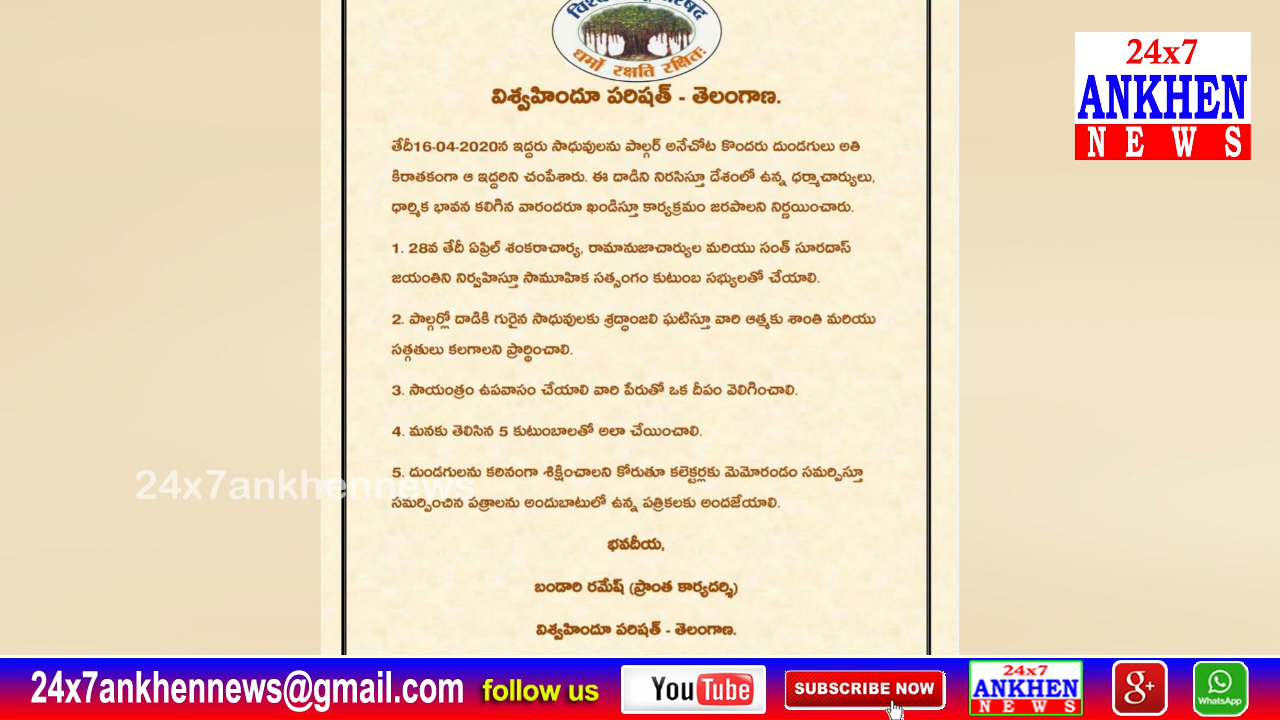 24x7
ANKHEN
NEWS
धर्मो रक्षति रक्षितः
విశ్వహిందూ పరిషత్ - తెలంగాణ.
తేదీ16-04-2020న ఇద్దరు సాధువులను పాల్గర్ అనేచోట కొందరు దుండగులు అతి
కిరాతకంగా ఆ ఇద్దరిని చంపేశారు. ఈ దాడిని నిరసిస్తూ దేశంలో ఉన్న ధర్మాచార్యులు,
ధార్మిక భావన కలిగిన వారందరూ ఖండిస్తూ కార్యక్రమం జరపాలని నిర్ణయించారు.
1. 28వ తేదీ ఏప్రిల్ శంకరాచార్య, రామానుజాచార్యుల మరియు సంత్ సూరదాస్
జయంతిని నిర్వహిస్తూ సామూహిక సత్సంగం కుటుంబ సభ్యులతో చేయాలి.
2. పాల్గర్లో దాడికి గురైన సాధువులకు శ్రద్ధాంజలి ఘటిస్తూ వారి ఆత్మకు శాంతి మరియు
సత్గతులు కలగాలని ప్రార్థించాలి.
3. సాయంత్రం ఉపవాసం చేయాలి వారి పేరుతో ఒక దీపం వెలిగించాలి.
4. మనకు తెలిసిన 5 కుటుంబాలతో అలా చేయించాలి.
5. దుండగులను కఠినంగా శిక్షించాలని కోరుతూ కలెక్టర్లకు మెమోరండం సమర్పిస్తూ
సమర్పించిన పత్రాలను అందుబాటులో ఉన్న పత్రికలకు అందజేయాలి.
24x7ankhennews
భవదీయ,
బండారి రమేష్ (ప్రాంత కార్యదర్శి)
విశ్వహిందూ పరిషత్ - తెలంగాణ.
24x7ankhennews@gmail.com
follow us
YouTube
SUBSCRIBE NOW
24x7
ANKHEN
NEWS
g+
WhatsApp